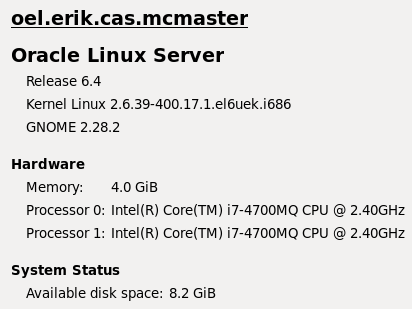 oel.erik.cas.mcmaster
Oracle Linux Server
Release 6.4
Kernel Linux 2.6.39-400.17.1.el6uek.i686
GNOME 2.28.2
Hardware
Memory: 4.0 GiB
Processor 0: Intel(R) Core(TM) i7-4700MQ CPU @ 2.40GHz
Processor 1: Intel(R) Core(TM) i7-4700MQ CPU @ 2.40GHz
System Status
Available disk space: 8.2 GiB